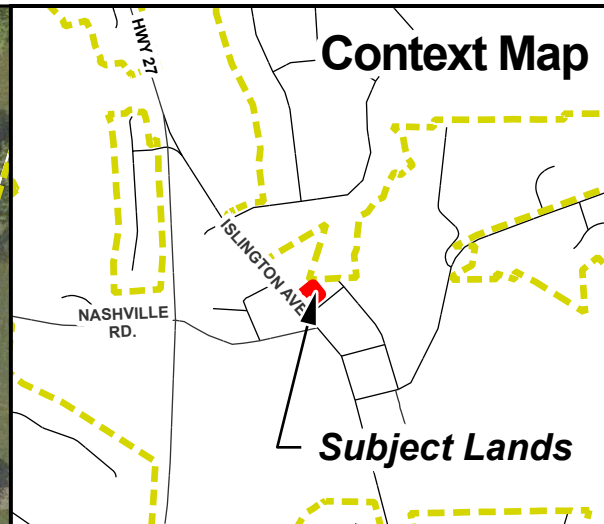 Context Map
HWY 27
ISLINGTON AVE
NASHVILLE
RD.
Subject Lands